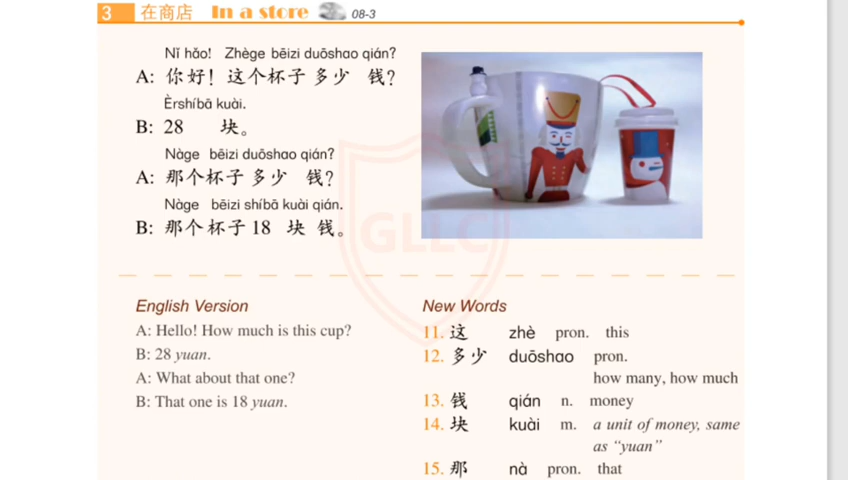 3 在商店 In a store 08-3
Nǐ hǎo! Zhège bēizi duōshao qián?
A: 你好！这个杯子多少 钱？
Èrshíbā kuài.
B: 28 块。
Nàge bēizi duōshao qián?
A: 那个杯子多少 钱？
Nàge bēizi shíbā kuài qián.
B: 那个杯子18 块 钱。
GLLC
English Version
A: Hello! How much is this cup?
B: 28 yuan.
A: What about that one?
B: That one is 18 yuan.
New Words
11. 这 zhè pron. this
12. 多少 duōshao pron.
how many, how much
13. 钱 qián n. money
14. 块 kuài m. a unit of money, same
as “yuan”
15. 那 nà pron. that